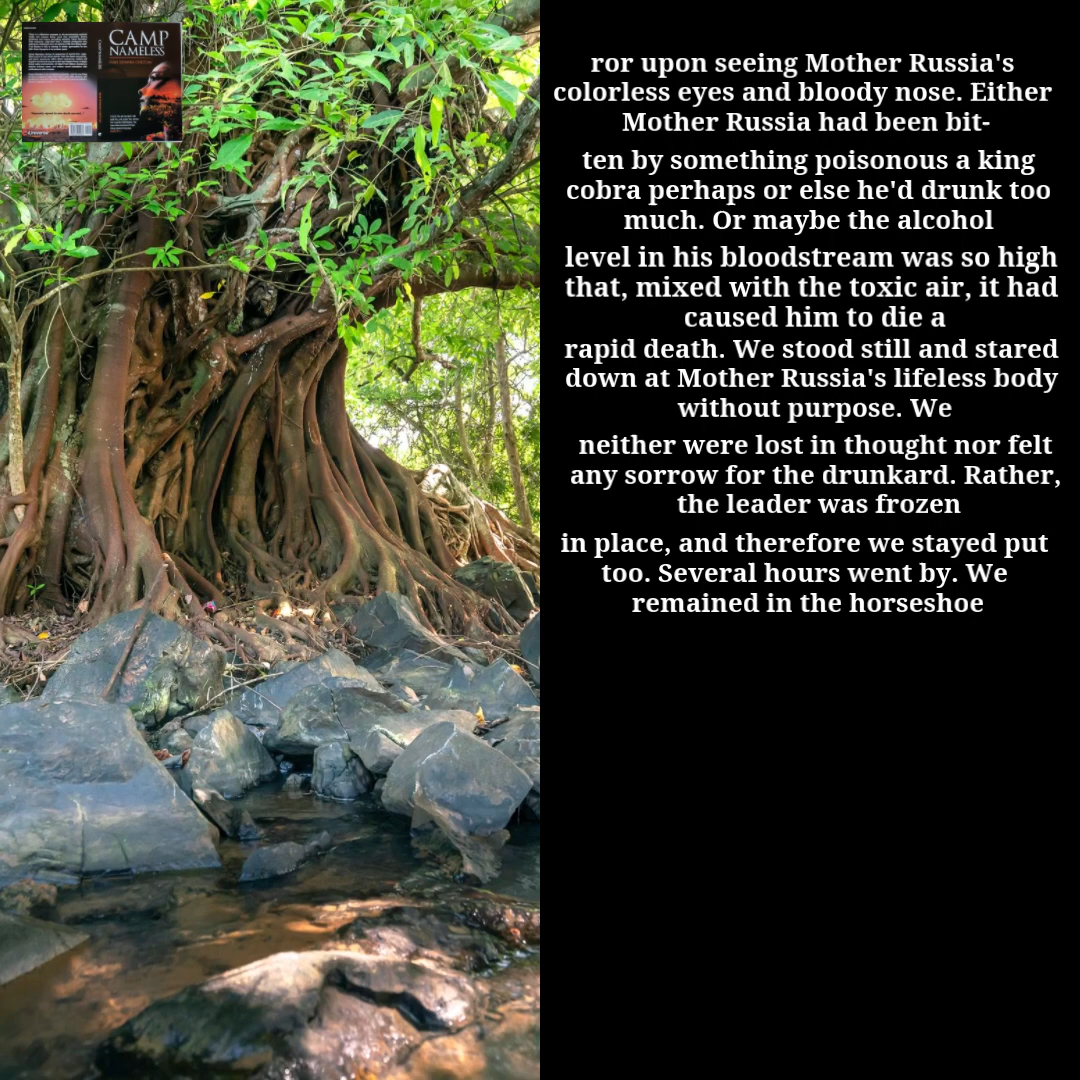 CAMP
NAMELESS
ror upon seeing Mother Russia's
colorless eyes and bloody nose. Either
Mother Russia had been bit-
ten by something poisonous a king
cobra perhaps or else he'd drunk too
much. Or maybe the alcohol
level in his bloodstream was so high
that, mixed with the toxic air, it had
caused him to die a
rapid death. We stood still and stared
down at Mother Russia's lifeless body
without purpose. We
neither were lost in thought nor felt
any sorrow for the drunkard. Rather,
the leader was frozen
in place, and therefore we stayed put
too. Several hours went by. We
remained in the horseshoe